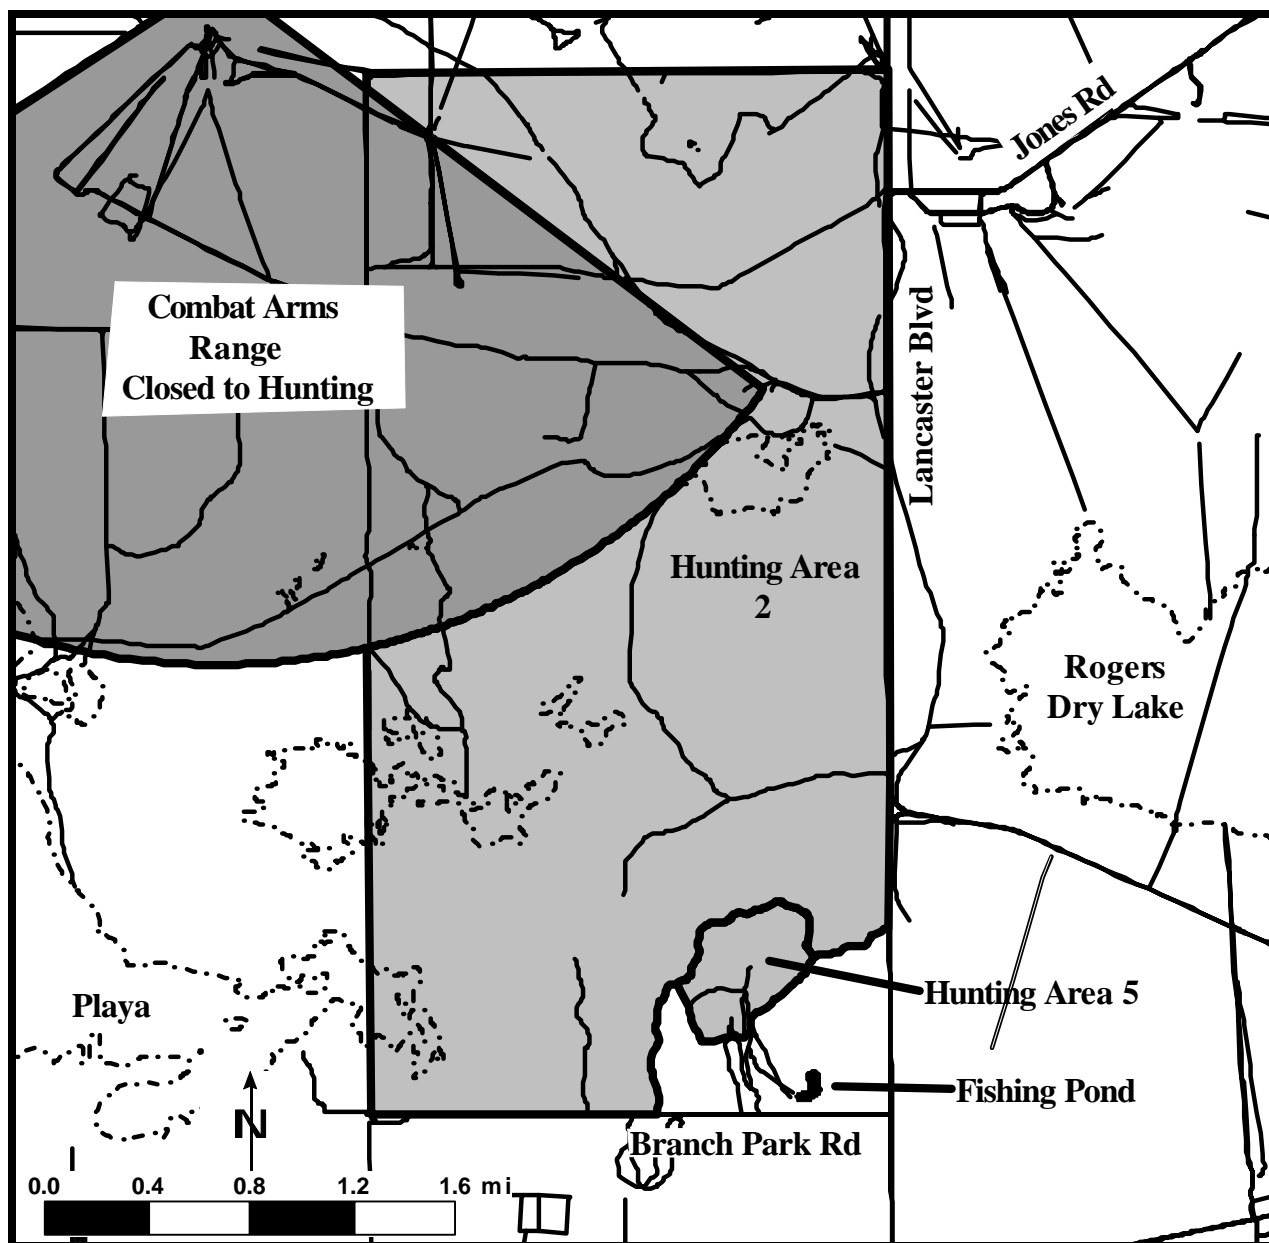 Jones Rd
Combat Arms
Range
Closed to Hunting
Lancaster Blvd
Hunting Area
2
Rogers
Dry Lake
Playa
Hunting Area 5
Fishing Pond
N
Branch Park Rd
0.0 0.4 0.8 1.2 1.6 mi